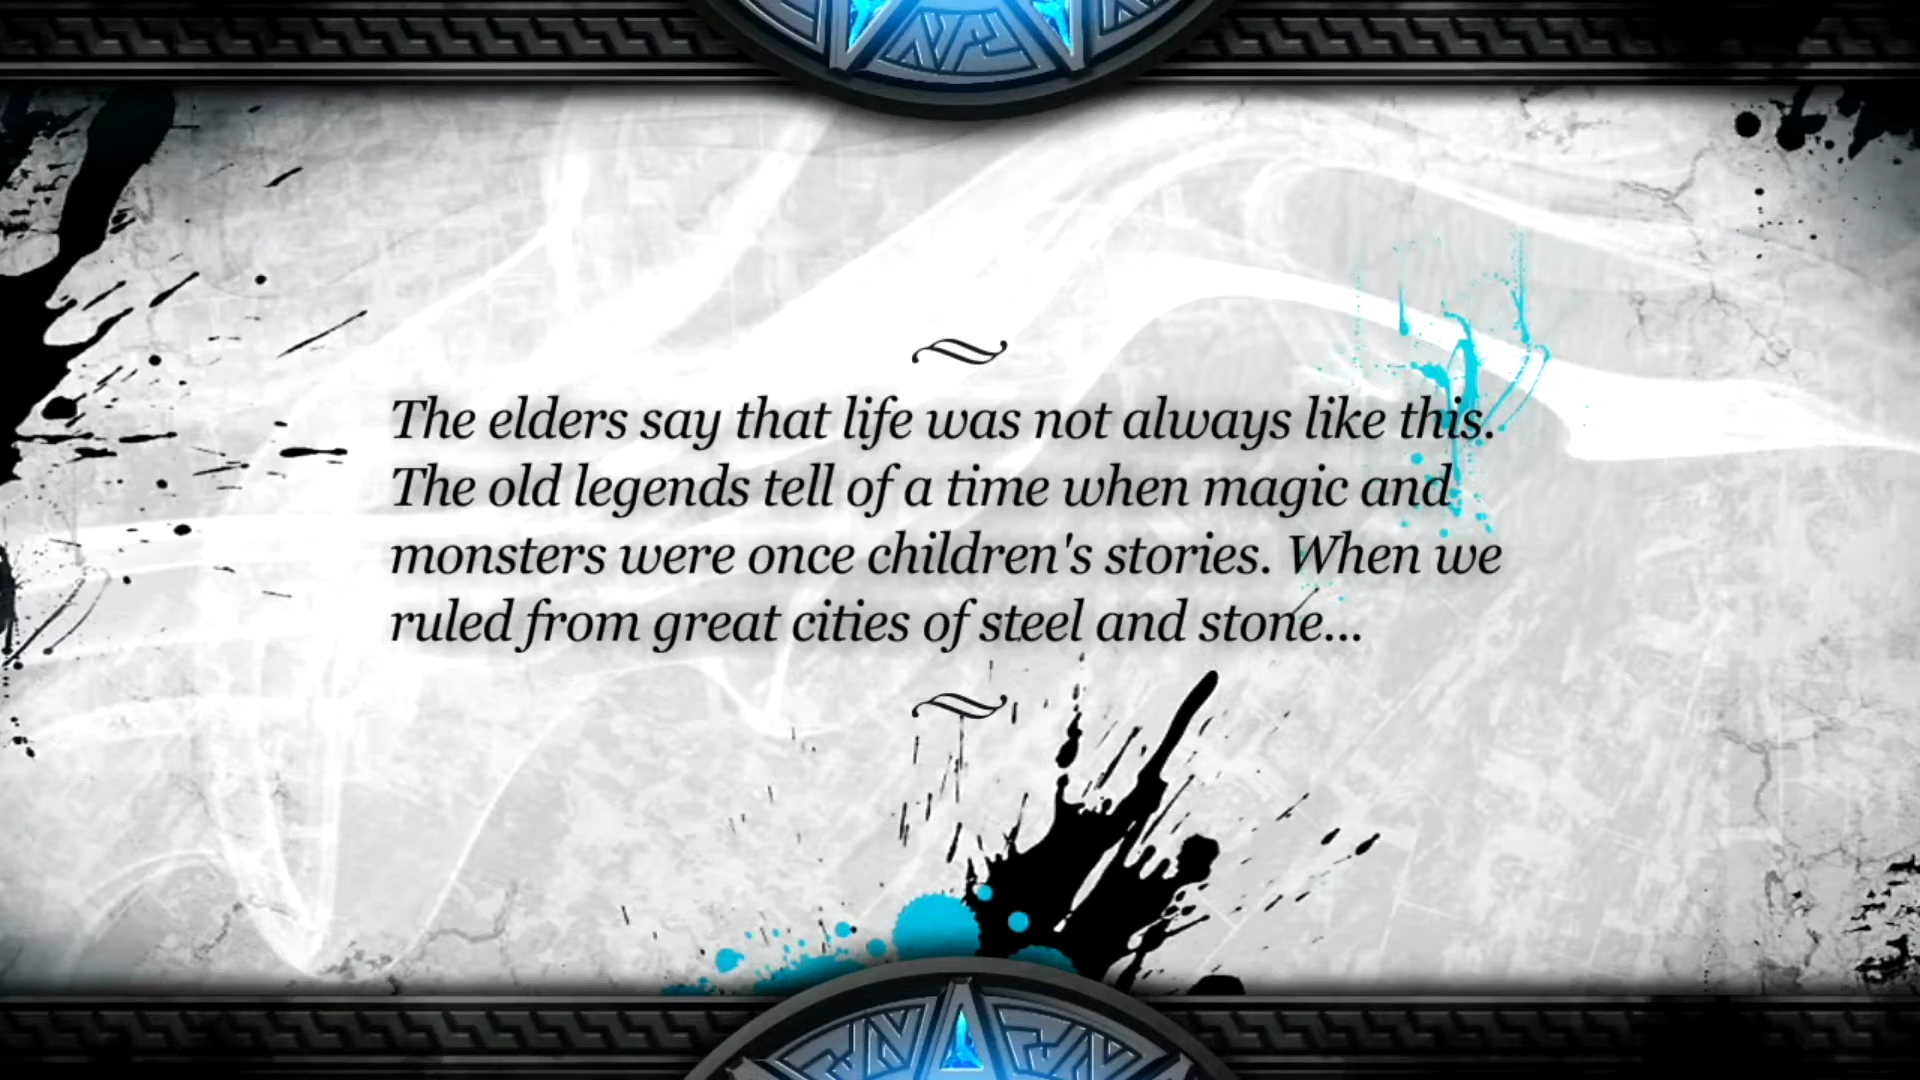 The elders say that life was not always like this.
The old legends tell of a time when magic and
monsters were once children's stories. When we
ruled from great cities of steel and stone...